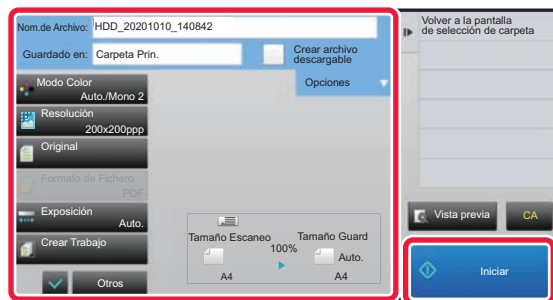 Nom.de Archivo: HDD_20201010_140842
Guardado en: Carpeta Prin.
Crear archivo
descargable
Opciones
Modo Color
Auto./Mono 2
Resolución
200x200ppp
Original
Formato de Fichero
PDF
Exposición
Auto.
Crear Trabajo
Otros
Tamaño Escaneo
100%
Tamaño Guard
Auto.
A4
A4
Volver a la pantalla
de selección de carpeta
Vista previa
CA
Iniciar